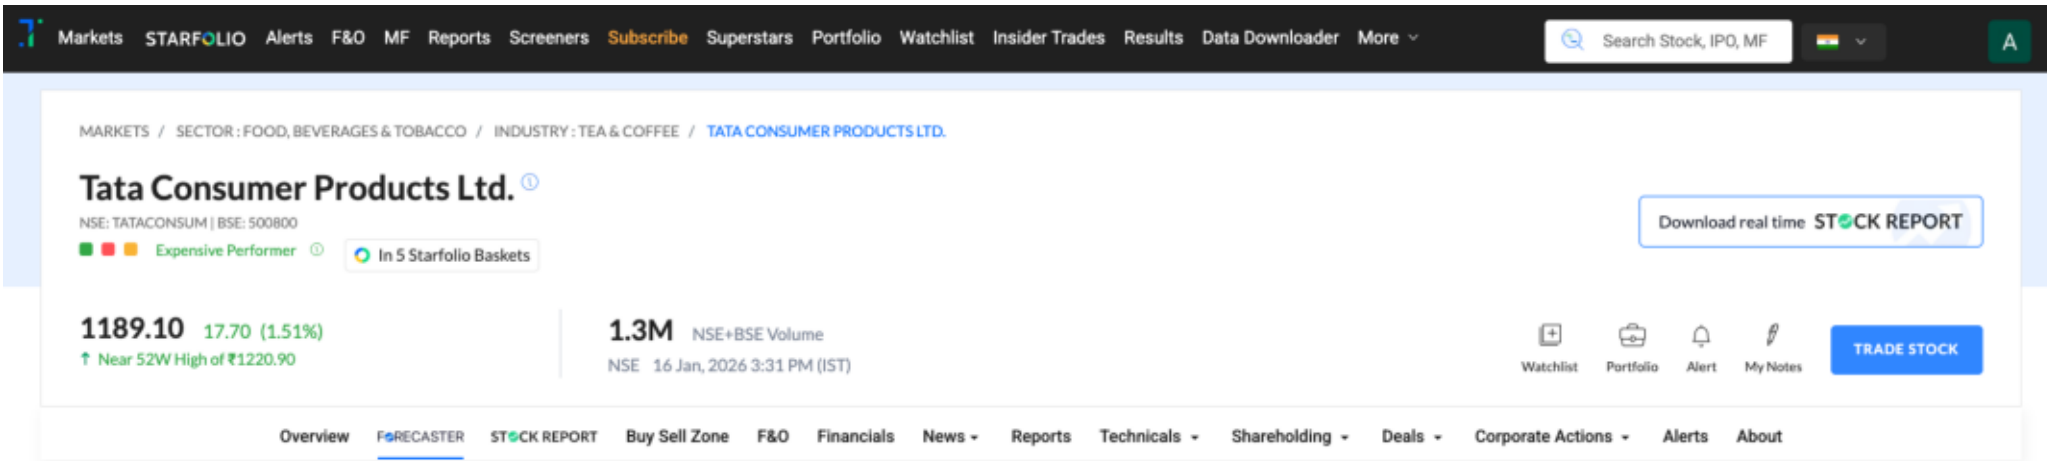 Markets STARFOLIO Alerts F&O MF Reports Screeners Subscribe Superstars Portfolio Watchlist Insider Trades Results Data Downloader More Search Stock, IPO, MF A
MARKETS / SECTOR : FOOD, BEVERAGES & TOBACCO / INDUSTRY : TEA & COFFEE / TATA CONSUMER PRODUCTS LTD.
Tata Consumer Products Ltd.
NSE: TATACONSUM | BSE: 500800
Download real time STOCK REPORT
Expensive Performer In 5 Starfolio Baskets
1189.10 17.70 (1.51%) 1.3M NSE+BSE Volume
↑ Near 52W High of ₹1220.90 NSE 16 Jan, 2026 3:31 PM (IST)
Watchlist Portfolio Alert My Notes TRADE STOCK
Overview FORECASTER STOCK REPORT Buy Sell Zone F&O Financials News Reports Technicals Shareholding Deals Corporate Actions Alerts About